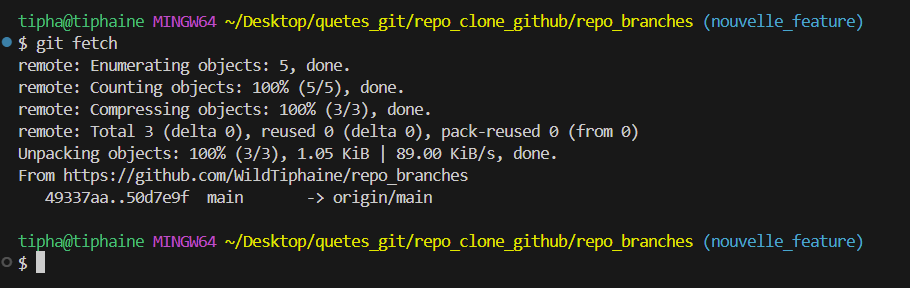 tipha@tiphaine MINGW64 ~/Desktop/quetes_git/repo_clone_github/repo_branches (nouvelle_feature)
$ git fetch
remote: Enumerating objects: 5, done.
remote: Counting objects: 100% (5/5), done.
remote: Compressing objects: 100% (3/3), done.
remote: Total 3 (delta 0), reused 0 (delta 0), pack-reused 0 (from 0)
Unpacking objects: 100% (3/3), 1.05 KiB | 89.00 KiB/s, done.
From https://github.com/WildTiphaine/repo_branches
   49337aa..50d7e9f  main       -> origin/main
tipha@tiphaine MINGW64 ~/Desktop/quetes_git/repo_clone_github/repo_branches (nouvelle_feature)
$